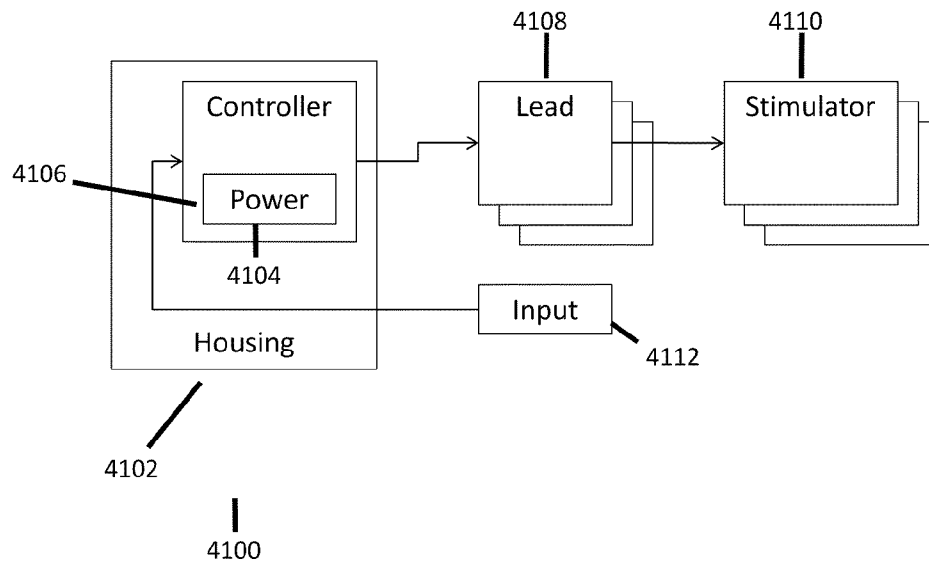 4108
4110
Controller
Lead
Stimulator
4106
Power
4104
Input
Housing
4112
4102
4100